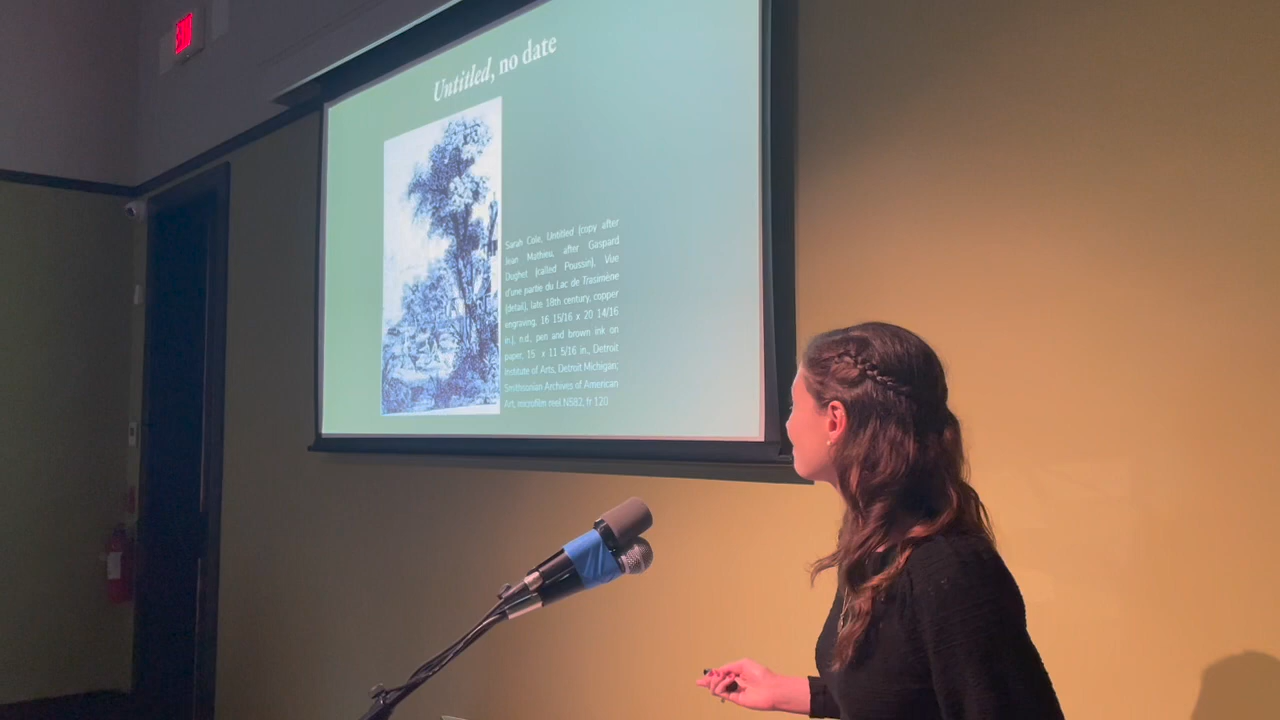 EXIT
Untitled, no date
Sarah Cole, Untitled (copy after
Jean Mathieu, after Gaspard
Dughet (called Poussin), Vue
d'une partie du Lac de Trasimène
(detail), late 18th century, copper
engraving, 16 15/16 x 20 14/16
in.), n.d., pen and brown ink on
paper, 15 x 11 5/16 in., Detroit
Institute of Arts, Detroit Michigan;
Smithsonian Archives of American
Art, microfilm reel N582, fr 120